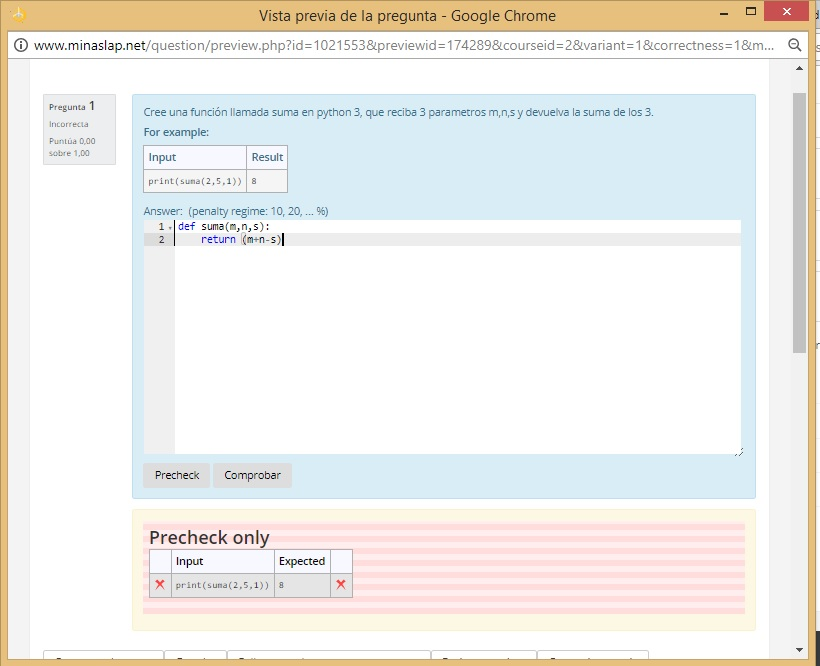 Vista previa de la pregunta - Google Chrome
www.minaslap.net/question/preview.php?id=1021553&previewid=174289&courseid=2&variant=1&correctness=1&m...
Pregunta 1
Incorrecta
Puntúa 0,00
sobre 1,00
Cree una función llamada suma en python 3, que reciba 3 parametros m,n,s y devuelva la suma de los 3.
For example:
Input Result
print(suma(2,5,1)) 8
Answer: (penalty regime: 10, 20, ... %)
1 def suma(m,n,s):
2 return (m+n-s)
Precheck Comprobar
Precheck only
Input Expected
print(suma(2,5,1)) 8